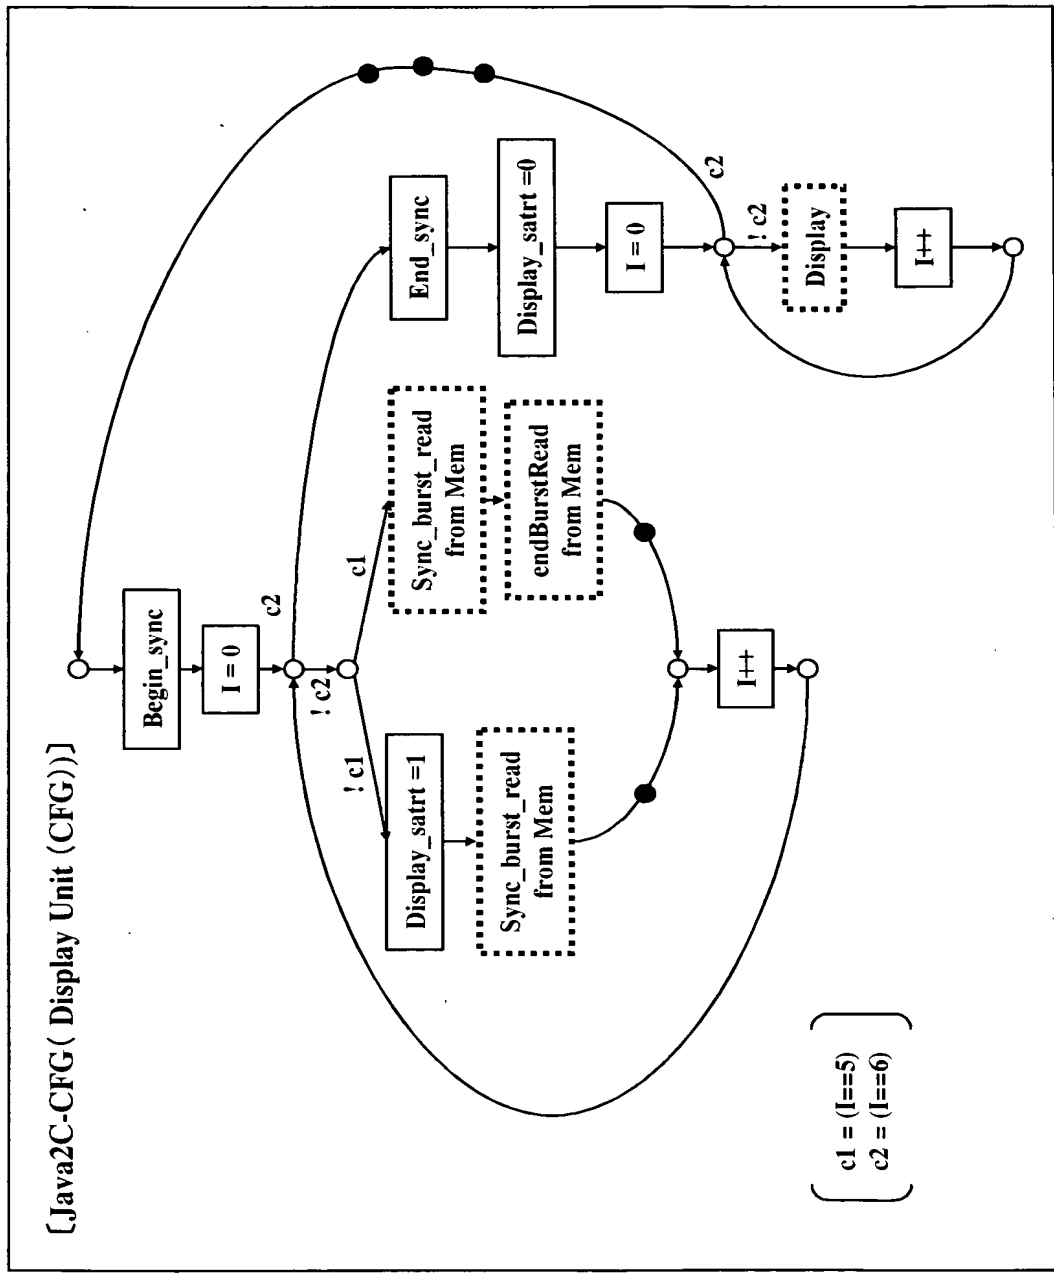 [Java2C-CFG( Display Unit (CFG))]
Begin_sync
I = 0
c2
! c2
! c1
c1
Display_satrt =1
Sync_burst_read
from Mem
Sync_burst_read
from Mem
endBurstRead
from Mem
I++
End_sync
Display_satrt =0
I = 0
c2
! c2
Display
I++
c1 = (I==5)
c2 = (I==6)